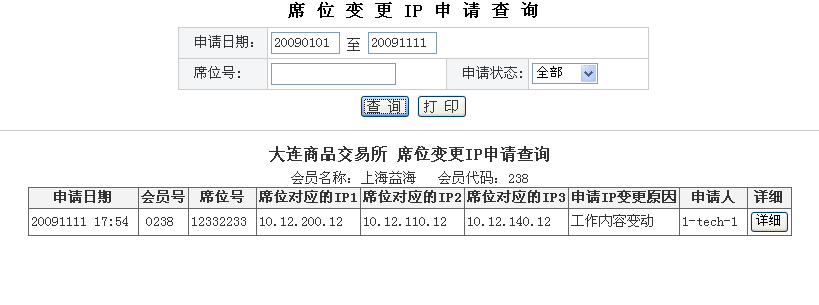 席 位 变 更 IP 申 请 查 询
申请日期: 20090101 至 20091111
席位号: 申请状态: 全部
查 询 打 印
大连商品交易所 席位变更IP申请查询
会员名称: 上海益海 会员代码: 238
申请日期 会员号 席位号 席位对应的IP1 席位对应的IP2 席位对应的IP3 申请IP变更原因 申请人 详细
20091111 17:54 0238 12332233 10.12.200.12 10.12.110.12 10.12.140.12 工作内容变动 1-tech-1 详细